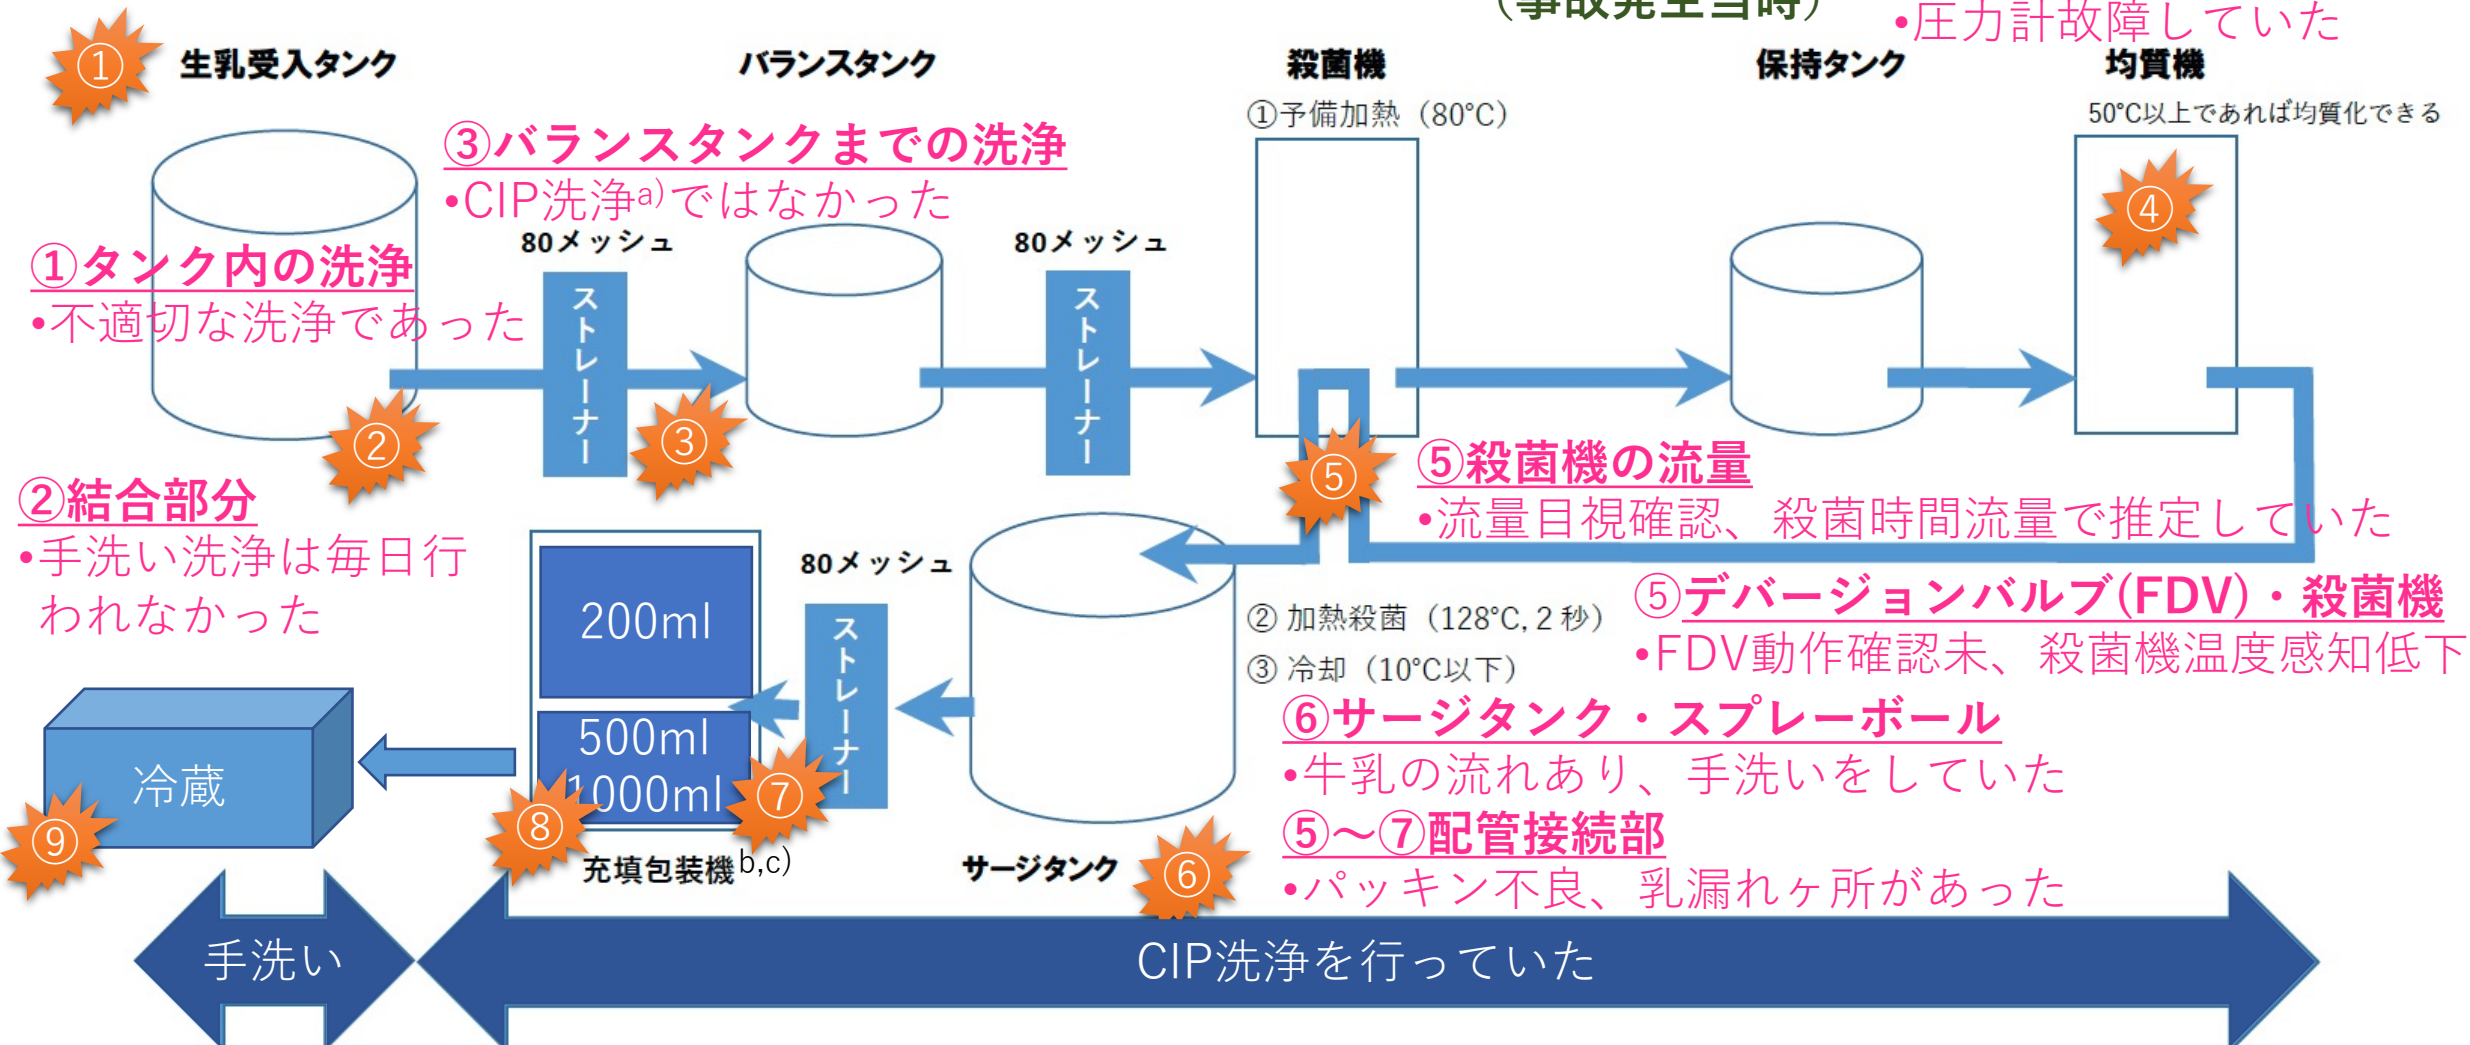 (事故発生当時)
•圧力計故障していた
①
生乳受入タンク
バランスタンク
殺菌機
保持タンク
均質機
①予備加熱（80°C）
50°C以上であれば均質化できる
③バランスタンクまでの洗浄
•CIP洗浄a)ではなかった
④
80メッシュ
80メッシュ
①タンク内の洗浄
•不適切な洗浄であった
ストレーナー
ストレーナー
②
③
⑤
⑤殺菌機の流量
•流量目視確認、殺菌時間流量で推定していた
②結合部分
•手洗い洗浄は毎日行
われなかった
80メッシュ
200ml
ストレーナー
② 加熱殺菌（128°C, 2 秒）
③ 冷却（10°C以下）
⑤デバージョンバルブ(FDV)・殺菌機
•FDV動作確認未、殺菌機温度感知低下
500ml
1000ml
⑥サージタンク・スプレーボール
•牛乳の流れあり、手洗いをしていた
冷蔵
⑦
⑧
⑨
⑤〜⑦配管接続部
•パッキン不良、乳漏れヶ所があった
充填包装機b,c)
サージタンク
⑥
手洗い
CIP洗浄を行っていた